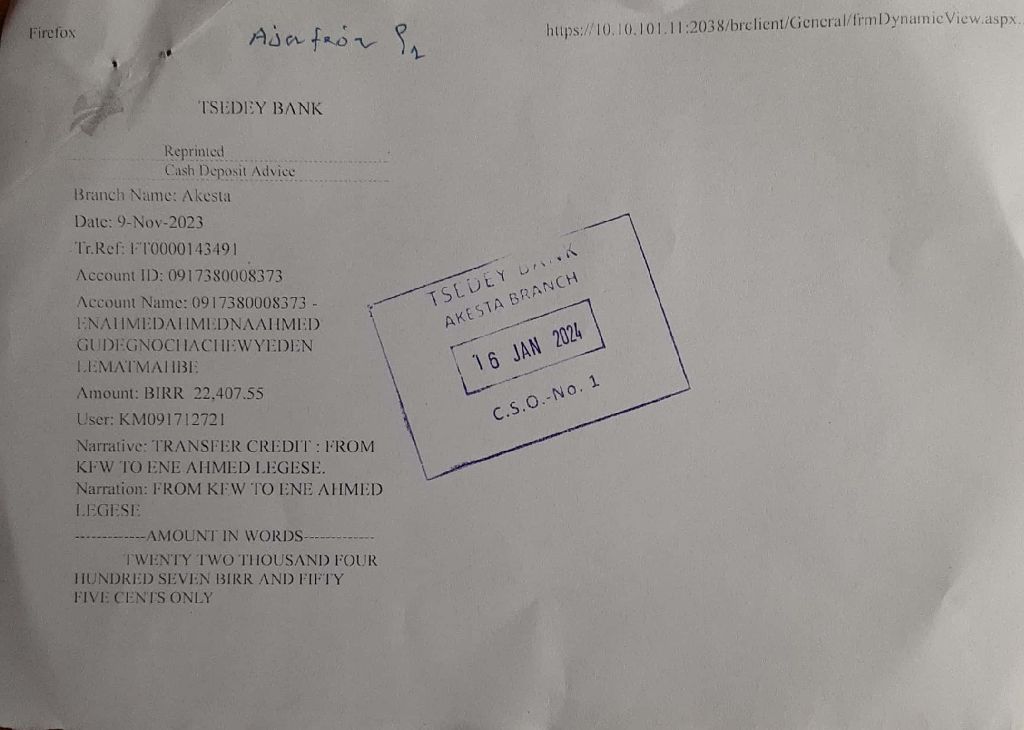 Firefox
https://10.10.101.11:2038/brclient/General/frmDynamicView.aspx.
TSEDEY BANK
Reprinted
Cash Deposit Advice
Branch Name: Akesta
Date: 9-Nov-2023
Tr.Ref: FT0000143491
Account ID: 0917380008373
Account Name: 0917380008373 -
ENAHMEDAHMEDNAAHMED
GUDEGNOCHACHEWYEDEN
LEMATMAHBE
Amount: BIRR 22,407.55
User: KM091712721
Narrative: TRANSFER CREDIT : FROM
KFW TO ENE AHMED LEGESE.
Narration: FROM KFW TO ENE AHMED
LEGESE
------------AMOUNT IN WORDS------------
TWENTY TWO THOUSAND FOUR
HUNDRED SEVEN BIRR AND FIFTY
FIVE CENTS ONLY
TSEDEY BANK
AKESTA BRANCH
16 JAN 2024
C.S.O.-No. 1